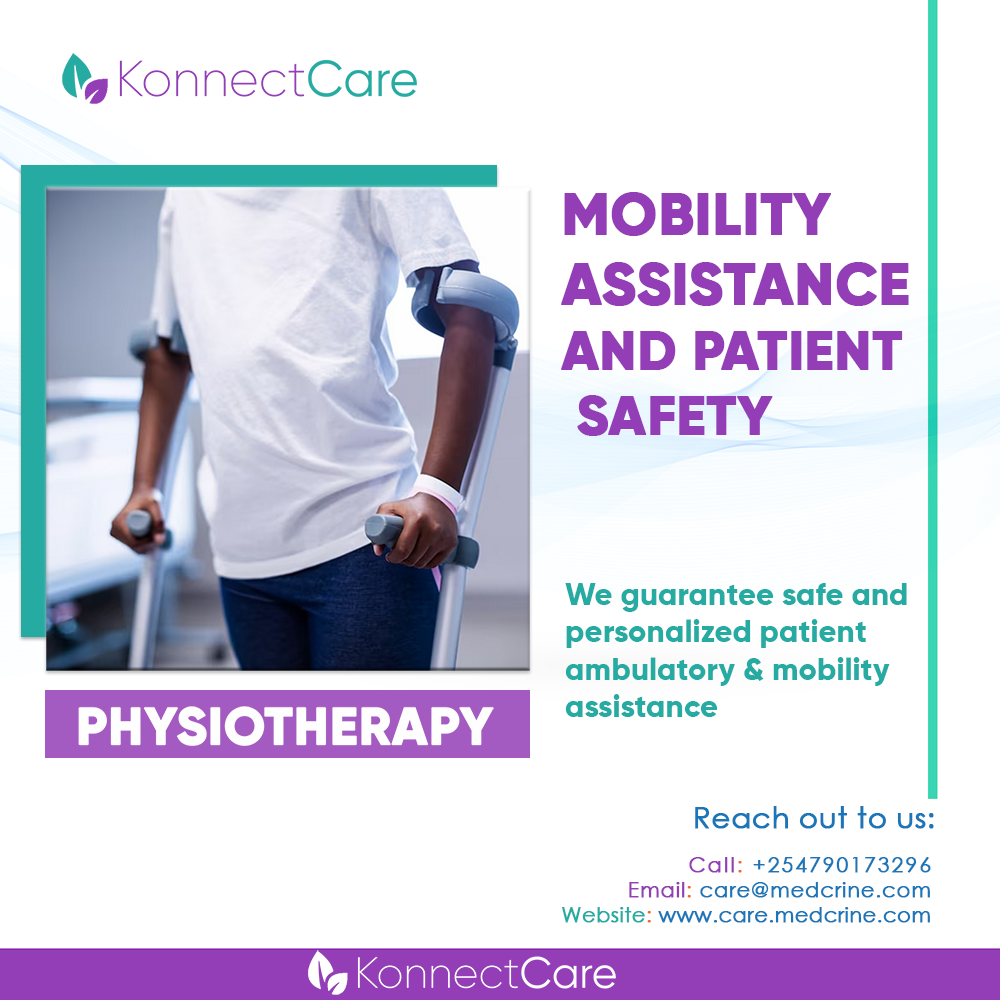 KonnectCare
MOBILITY
ASSISTANCE
AND PATIENT
SAFETY
We guarantee safe and
personalized patient
ambulatory & mobility
assistance
PHYSIOTHERAPY
Reach out to us:
Call: +254790173296
Email: care@medcrine.com
Website: www.care.medcrine.com
KonnectCare